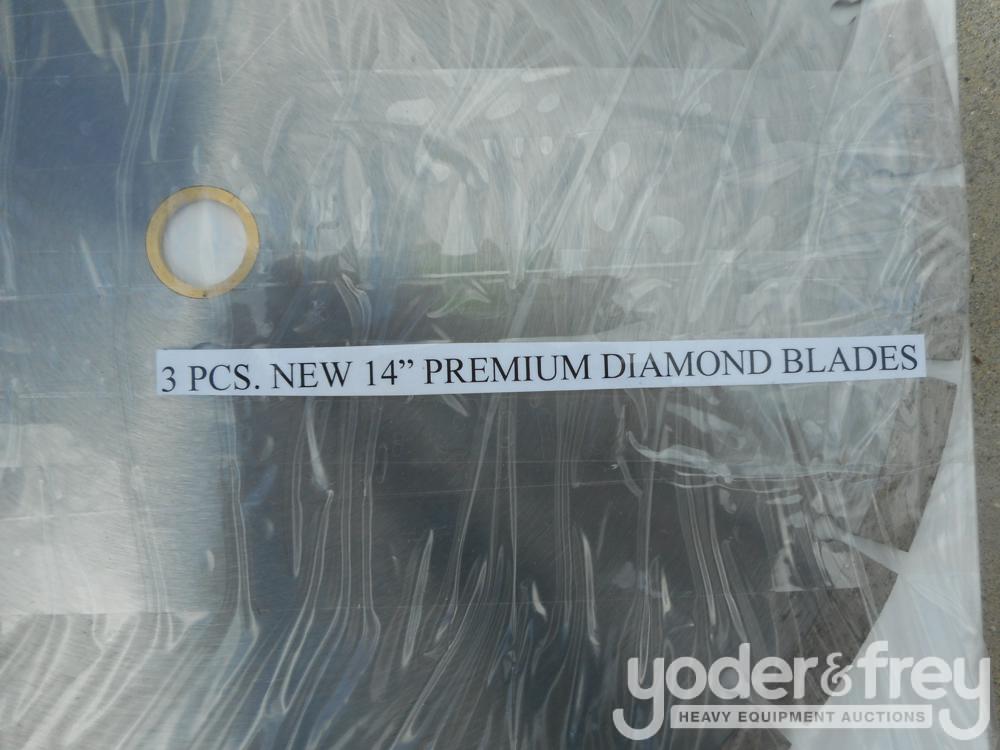 3 PCS. NEW 14” PREMIUM DIAMOND BLADES
yoder&frey
HEAVY EQUIPMENT AUCTIONS